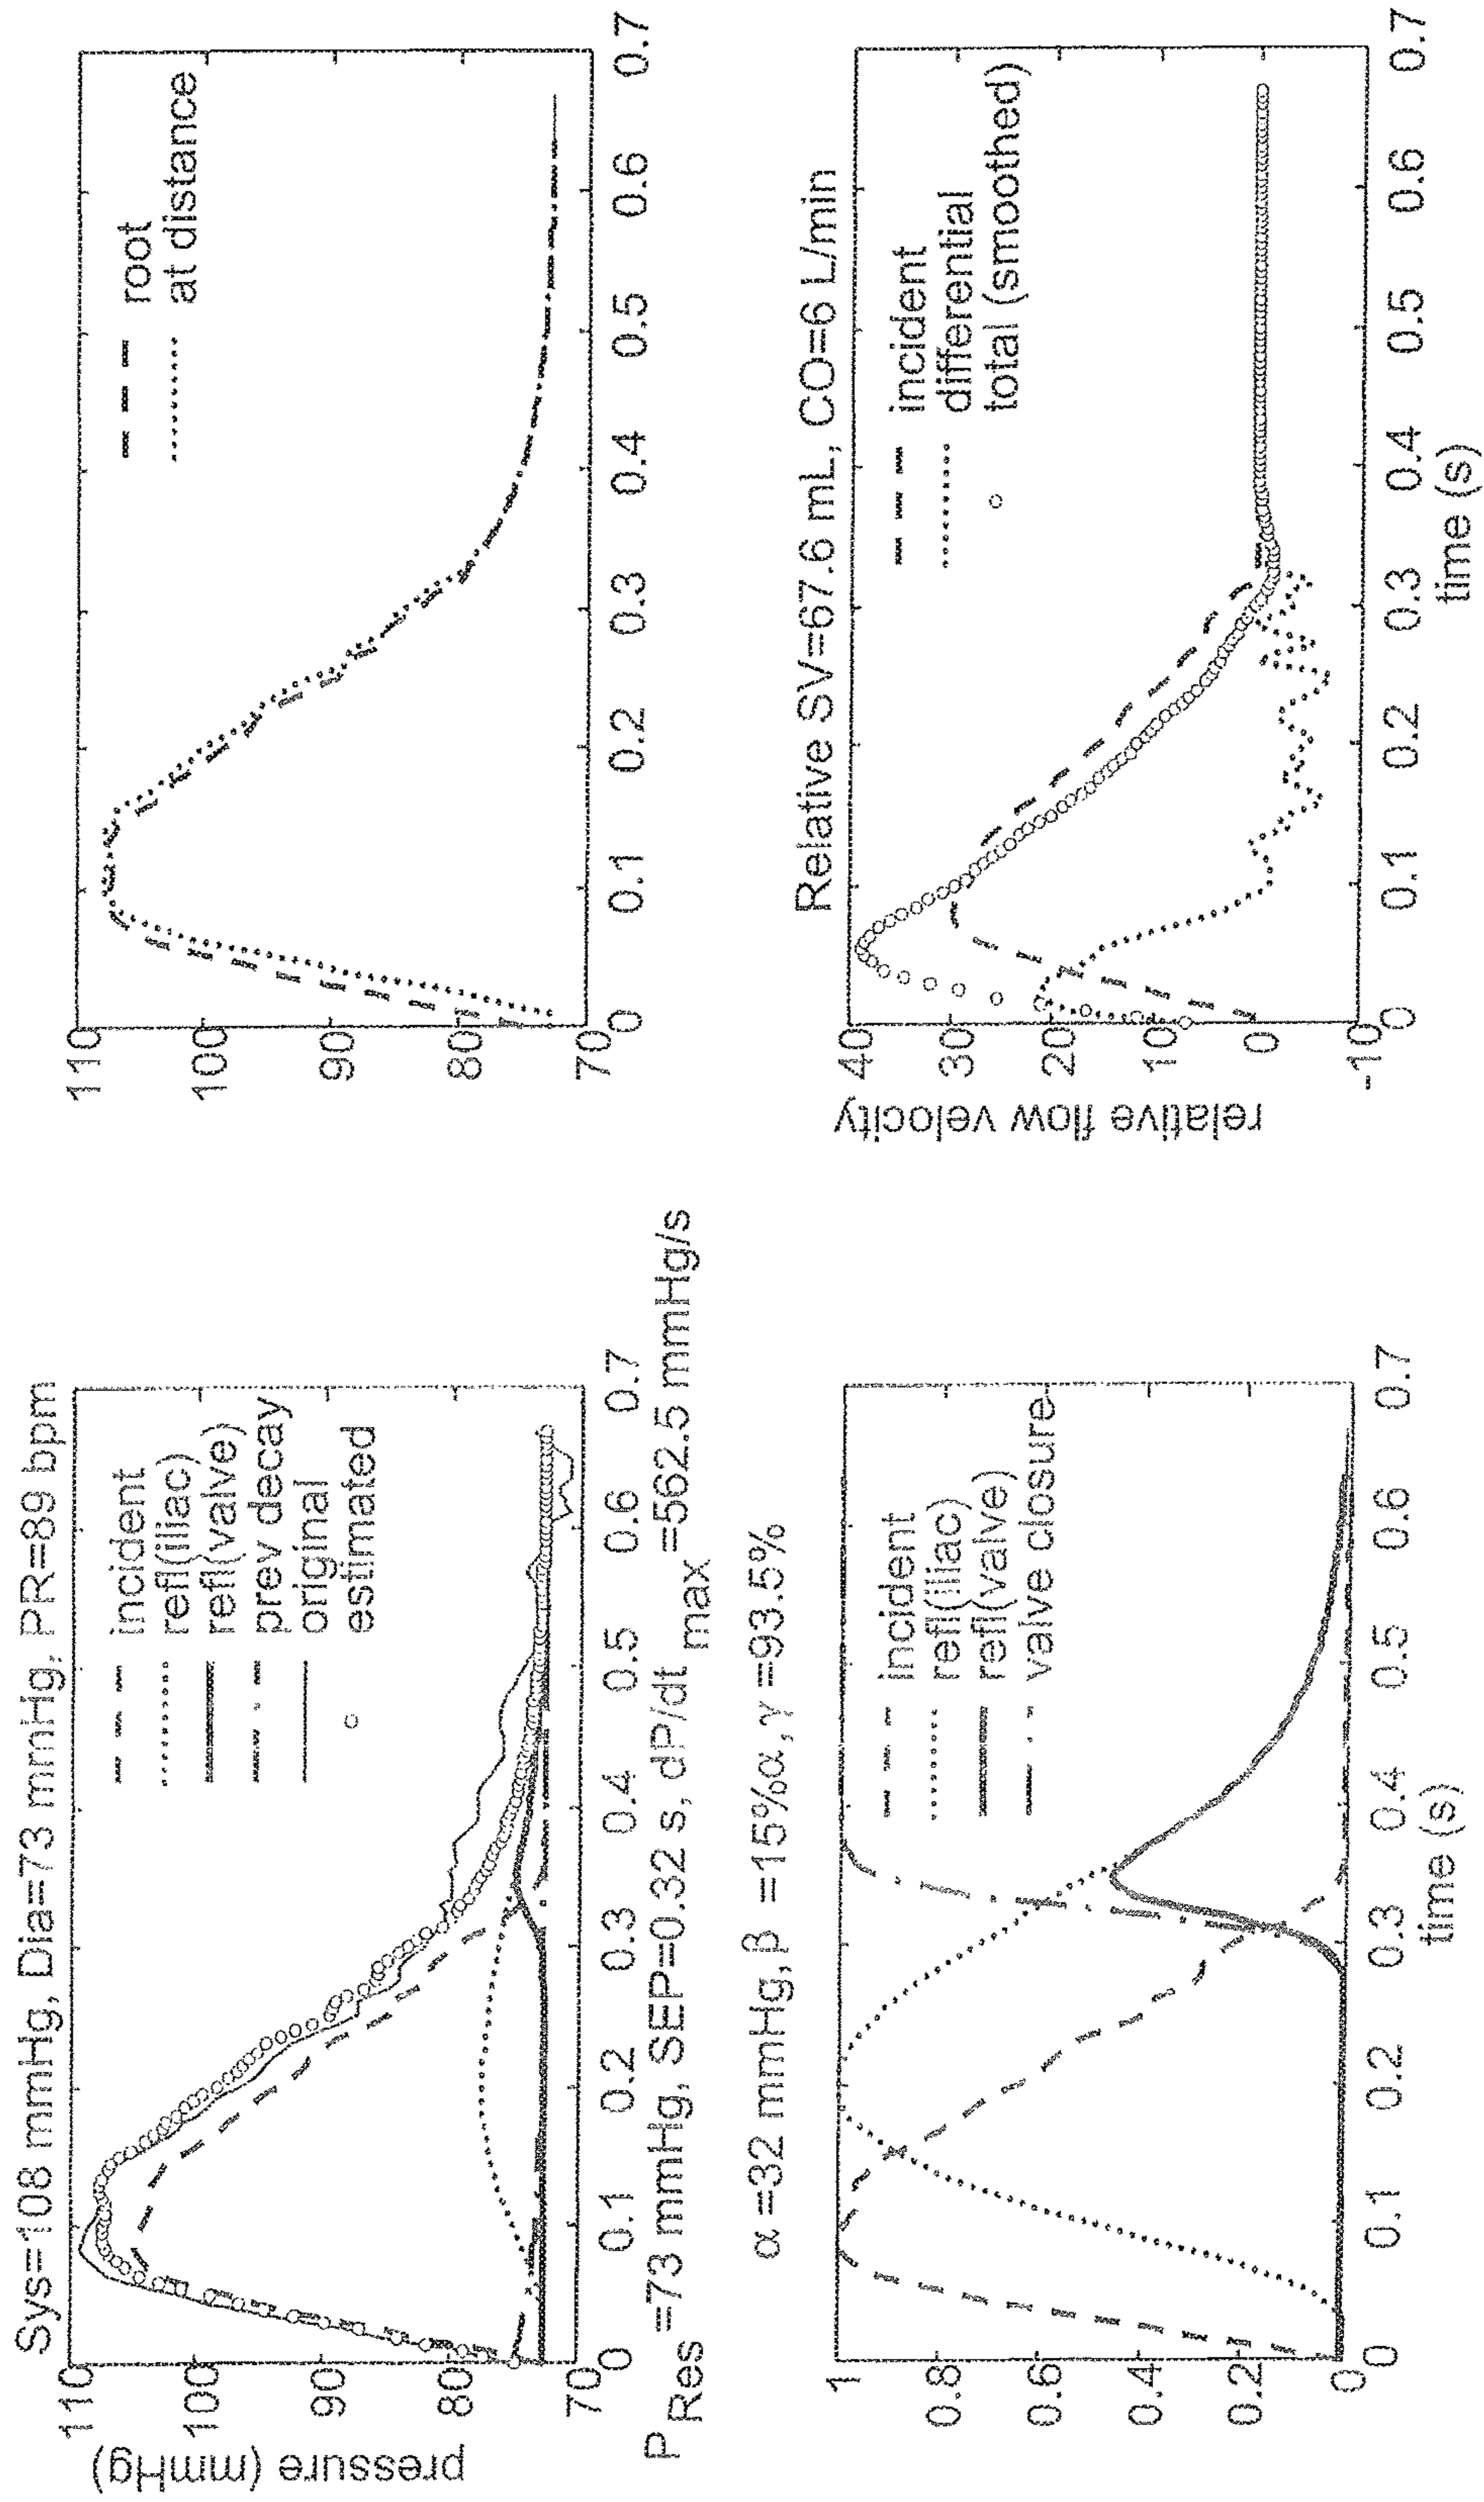 Sys=108 mmHg, Dia=73 mmHg, PR=89 bpm
pressure (mmHg)
110
100
90
80
70
0 0.1 0.2 0.3 0.4 0.5 0.6 0.7
incident
refl(iliac)
refl(valve)
prev decay
original
estimated
P Res =73 mmHg, SEP=0.32 s, dP/dt max =562.5 mmHg/s
110
100
90
80
70
0 0.1 0.2 0.3 0.4 0.5 0.6 0.7
root
at distance
α =32 mmHg, β =15%α, γ =93.5%
1
0.8
0.6
0.4
0.2
0
0 0.1 0.2 0.3 0.4 0.5 0.6 0.7
time (s)
incident
refl(iliac)
refl(valve)
valve closure
Relative SV=67.6 mL, CO=6 L/min
relative flow velocity
40
30
20
10
0
-10
0 0.1 0.2 0.3 0.4 0.5 0.6 0.7
time (s)
incident
differential
total (smoothed)